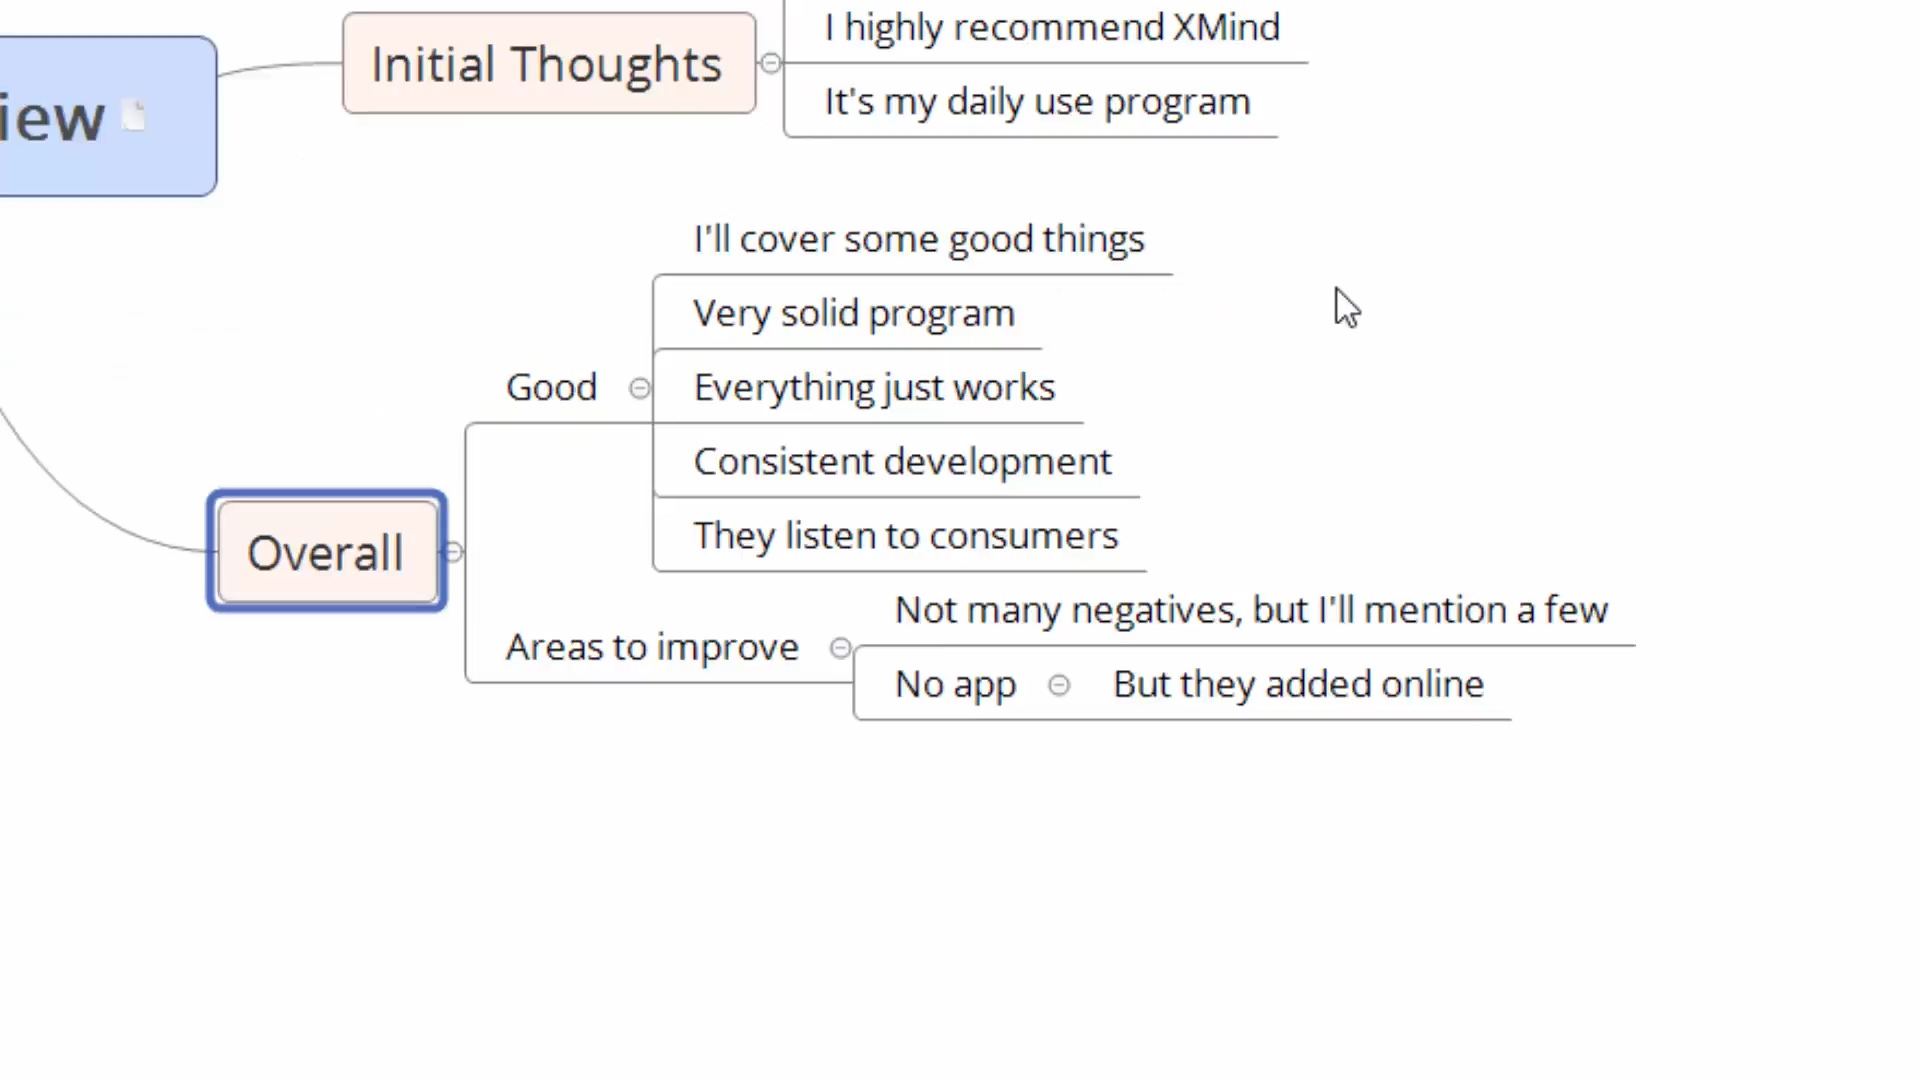 I highly recommend XMind
Initial Thoughts
It's my daily use program
iew
I'll cover some good things
Very solid program
Good
Everything just works
Consistent development
They listen to consumers
Overall
Not many negatives, but I'll mention a few
Areas to improve
No app
But they added online